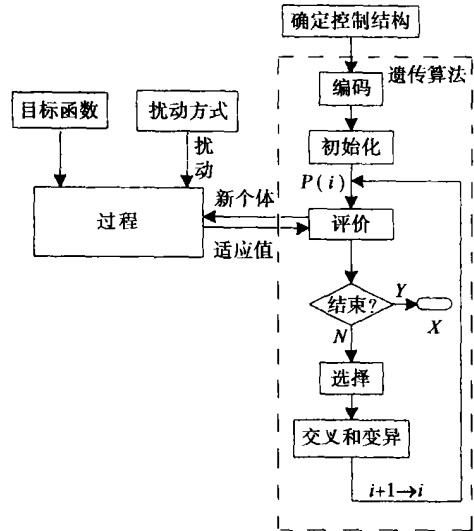 确定控制结构
遗传算法
编码
目标函数
扰动方式
初始化
扰动
P(i)
新个体
过程
评价
适应值
结束?
Y
X
N
选择
交叉和变异
i+1→i